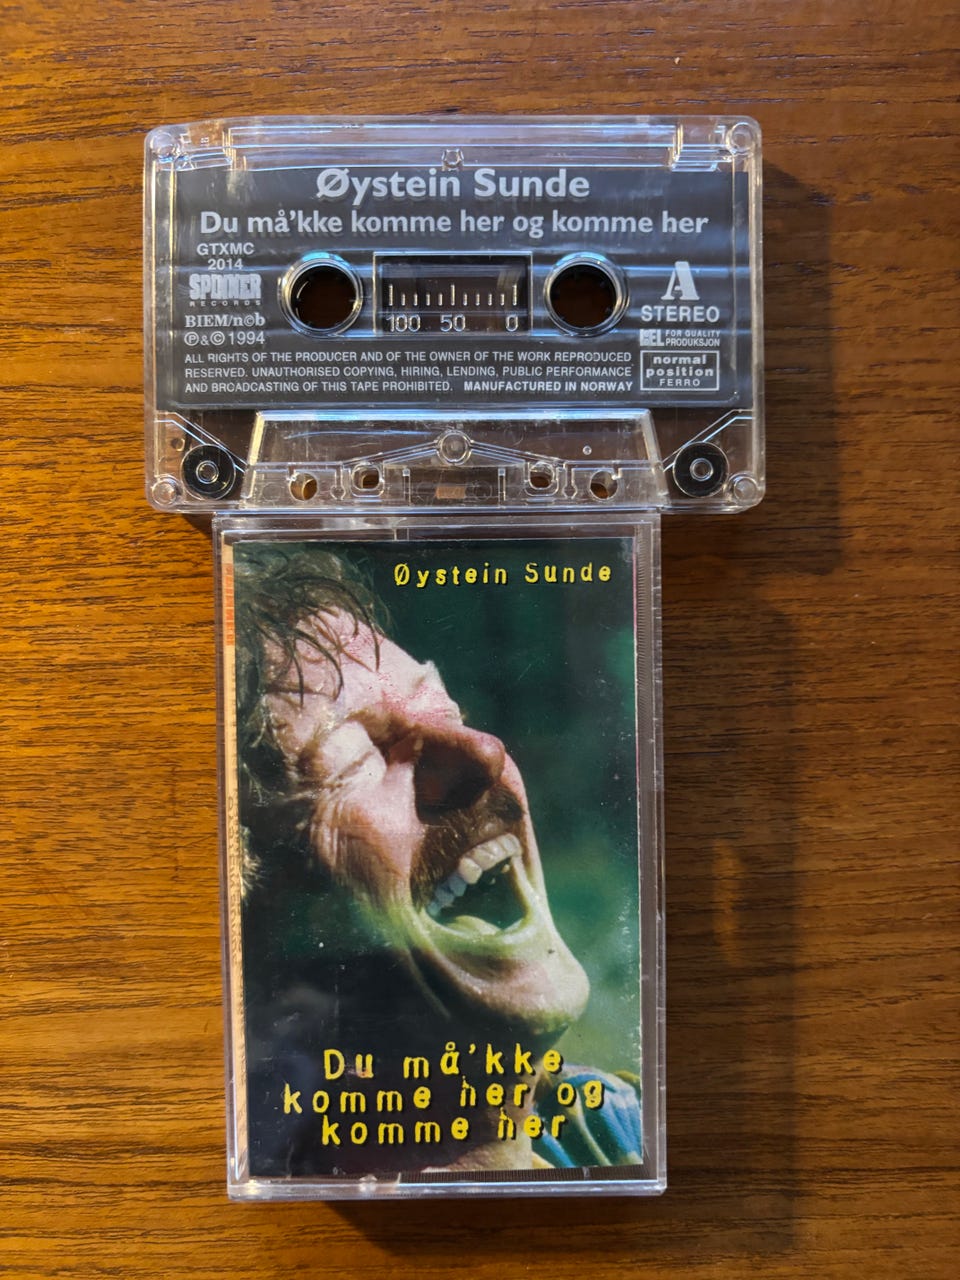 Øystein Sunde
Du må'kke komme her og komme her
GTXMC
2014
SPINNER
RECORDS
BIEM/n©b
℗&© 1994
A
STEREO
FOR QUALITY
PRODUKSJON
ALL RIGHTS OF THE PRODUCER AND OF THE OWNER OF THE WORK REPRODUCED
RESERVED. UNAUTHORISED COPYING, HIRING, LENDING, PUBLIC PERFORMANCE
AND BROADCASTING OF THIS TAPE PROHIBITED. MANUFACTURED IN NORWAY
normal
position
FERRO
100 50 0
Øystein Sunde
Du må'kke
komme her og
komme her